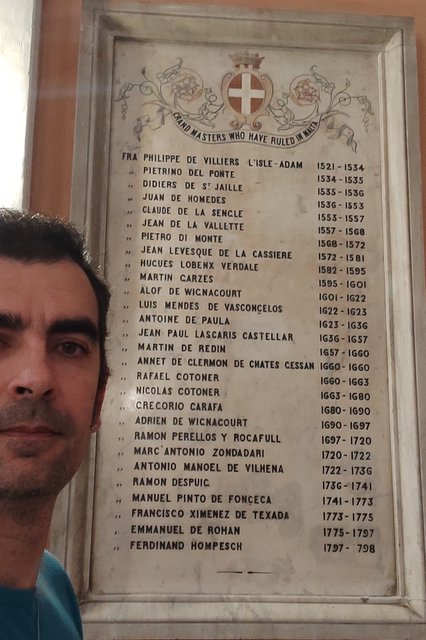 GRAND MASTERS WHO HAVE RULED IN MALTA
FRA PHILIPPE DE VILLIERS L'ISLE-ADAM 1521-1534
„ PIETRINO DEL PONTE 1534-1535
„ DIDIERS DE ST JAILLE 1535-1536
„ JUAN DE HOMEDES 1536-1553
„ CLAUDE DE LA SENGLE 1553-1557
„ JEAN DE LA VALLETTE 1557-1568
„ PIETRO DI MONTE 1568-1572
„ JEAN LEVESQUE DE LA CASSIERE 1572-1581
„ HUGUES LOBENX VERDALE 1582-1595
„ MARTIN GARZES 1595-1601
„ ALOF DE WIGNACOURT 1601-1622
„ LUIS MENDES DE VASCONÇELOS 1622-1623
„ ANTOINE DE PAULA 1623-1636
„ JEAN PAUL LASCARIS CASTELLAR 1636-1657
„ MARTIN DE REDIN 1657-1660
„ ANNET DE CLERMON DE CHATES GESSAN 1660-1660
„ RAFAEL COTONER 1660-1663
„ NICOLAS COTONER 1663-1680
„ GREGORIO CARAFA 1680-1690
„ ADRIEN DE WIGNACOURT 1690-1697
„ RAMON PERELLOS Y ROCAFULL 1697-1720
„ MARC'ANTONIO ZONDADARI 1720-1722
„ ANTONIO MANOEL DE VILHENA 1722-1736
„ RAMON DESPUIG 1736-1741
„ MANUEL PINTO DE FONÇECA 1741-1773
„ FRANCISCO XIMENEZ DE TEXADA 1773-1775
„ EMMANUEL DE ROHAN 1775-1797
„ FERDINAND HOMPESCH 1797- 798